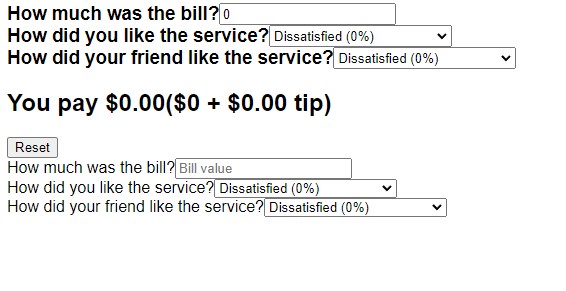 How much was the bill? 0
How did you like the service? Dissatisfied (0%)
How did your friend like the service? Dissatisfied (0%)
You pay $0.00($0 + $0.00 tip)
Reset
How much was the bill? Bill value
How did you like the service? Dissatisfied (0%)
How did your friend like the service? Dissatisfied (0%)